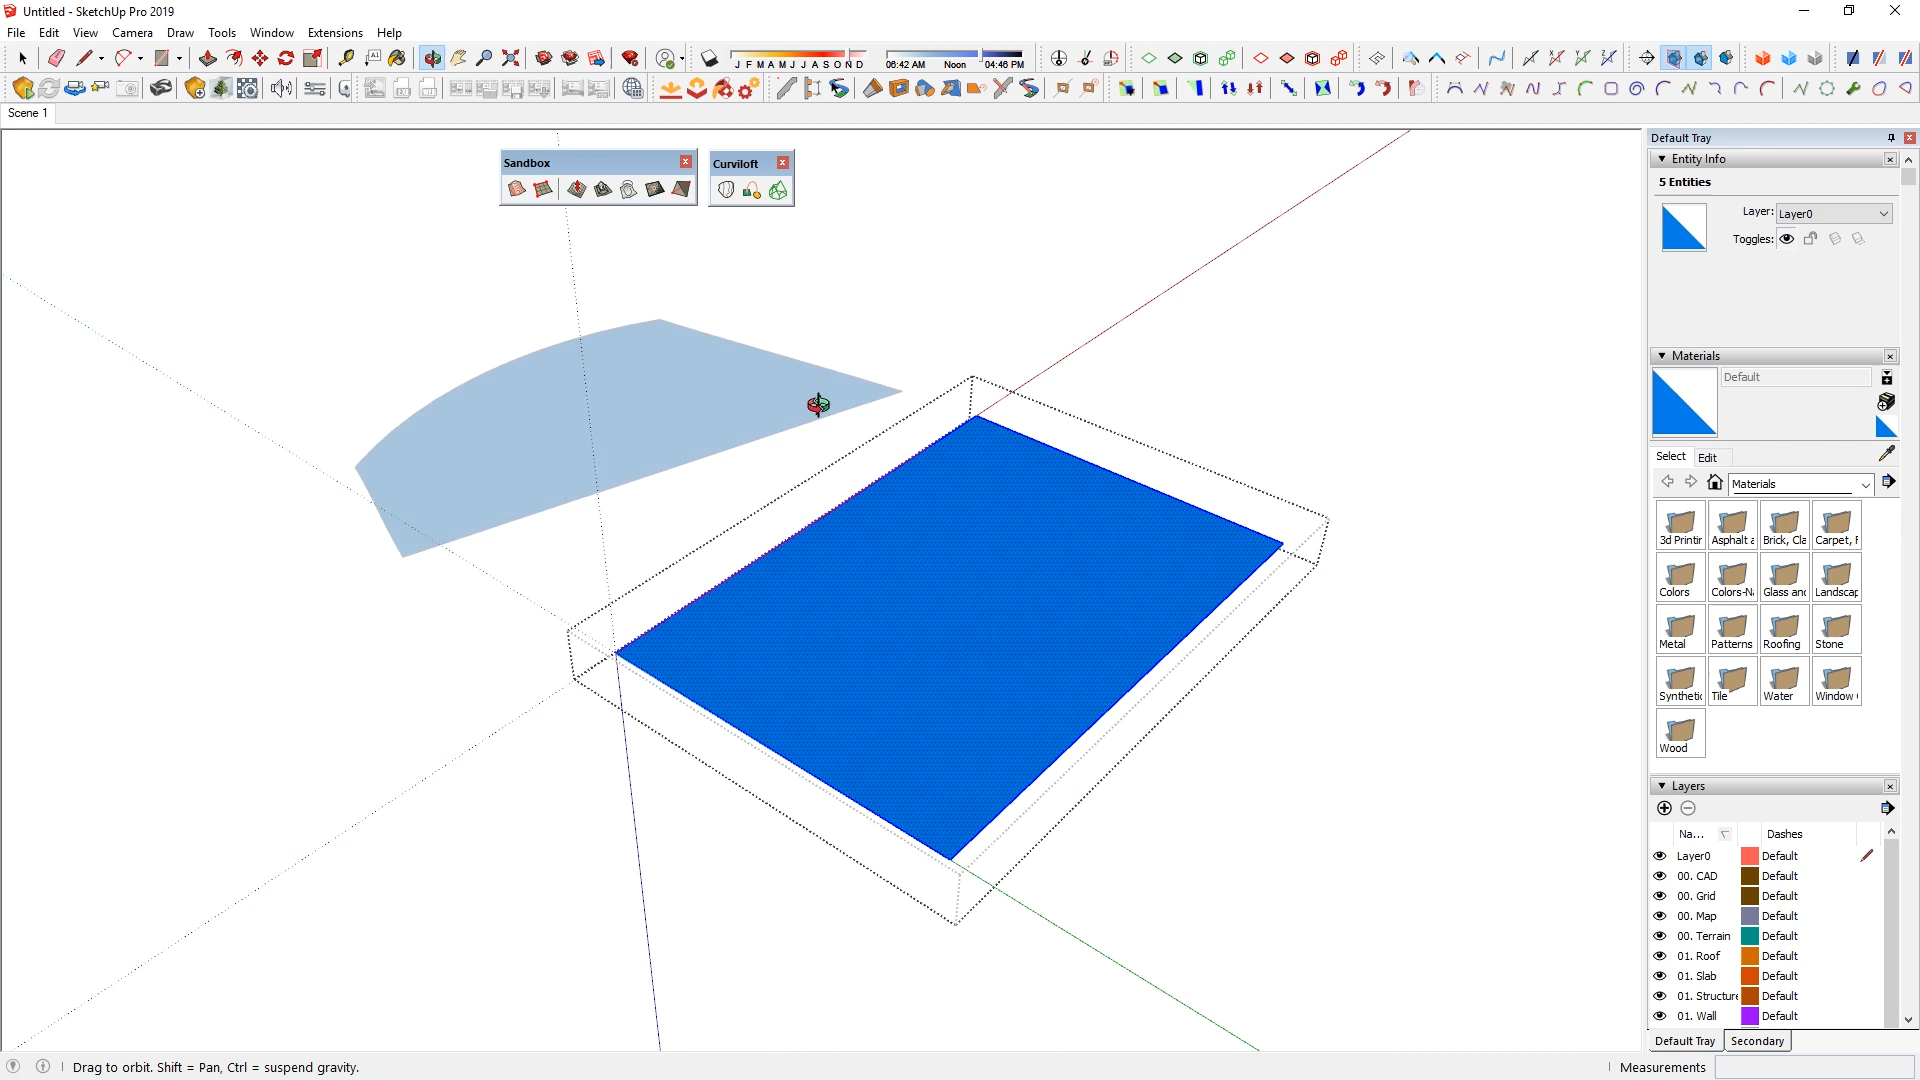 Untitled - SketchUp Pro 2019
File Edit View Camera Draw Tools Window Extensions Help
J F M A M J J A S O N D
06:42 AM Noon 04:46 PM
Scene 1
Sandbox
Curviloft
Default Tray
Entity Info
5 Entities
Layer: Layer0
Toggles:
Materials
Default
Select Edit
Materials
3d Printir Asphalt a Brick, Cla Carpet, F
Colors Colors-Na Glass and Landscap
Metal Patterns Roofing Stone
Synthetic Tile Water Window
Wood
Layers
Na... Dashes
Layer0 Default
00. CAD Default
00. Grid Default
00. Map Default
00. Terrain Default
01. Roof Default
01. Slab Default
01. Structure Default
01. Wall Default
Default Tray Secondary
Drag to orbit. Shift = Pan, Ctrl = suspend gravity.
Measurements